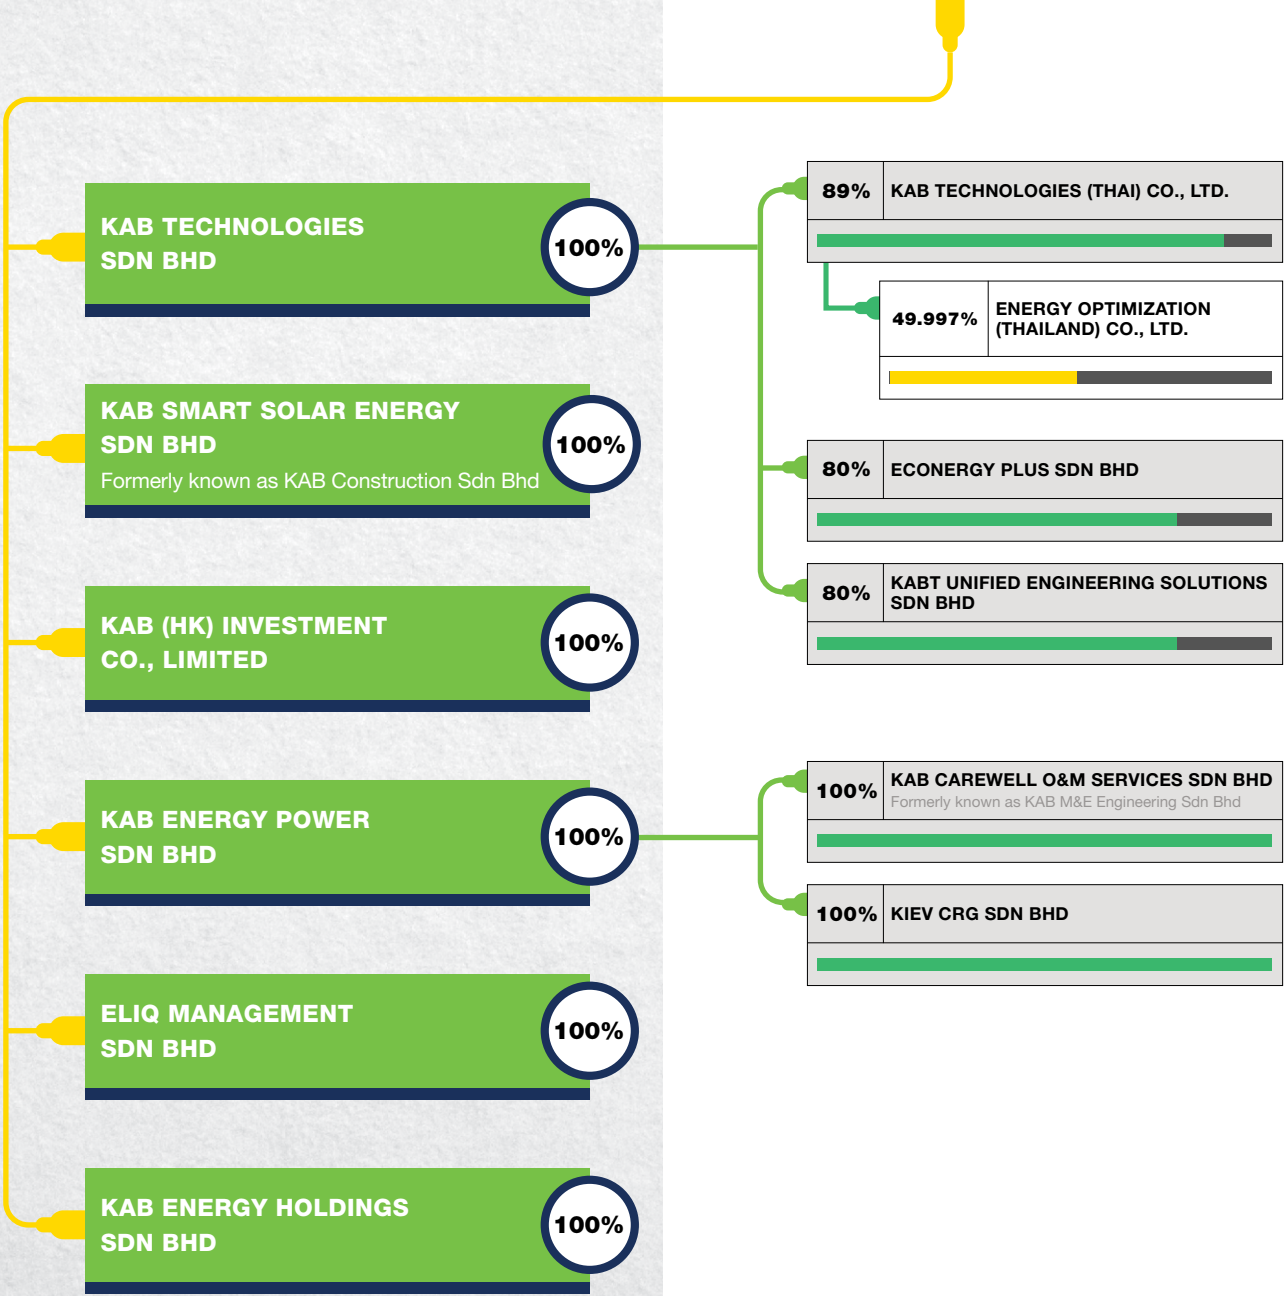 KAB TECHNOLOGIES
SDN BHD
100%
89%
KAB TECHNOLOGIES (THAI) CO., LTD.
49.997%
ENERGY OPTIMIZATION
(THAILAND) CO., LTD.
80%
ECONERGY PLUS SDN BHD
80%
KABT UNIFIED ENGINEERING SOLUTIONS
SDN BHD
KAB SMART SOLAR ENERGY
SDN BHD
Formerly known as KAB Construction Sdn Bhd
100%
KAB (HK) INVESTMENT
CO., LIMITED
100%
KAB ENERGY POWER
SDN BHD
100%
100%
KAB CAREWELL O&M SERVICES SDN BHD
Formerly known as KAB M&E Engineering Sdn Bhd
100%
KIEV CRG SDN BHD
ELIQ MANAGEMENT
SDN BHD
100%
KAB ENERGY HOLDINGS
SDN BHD
100%